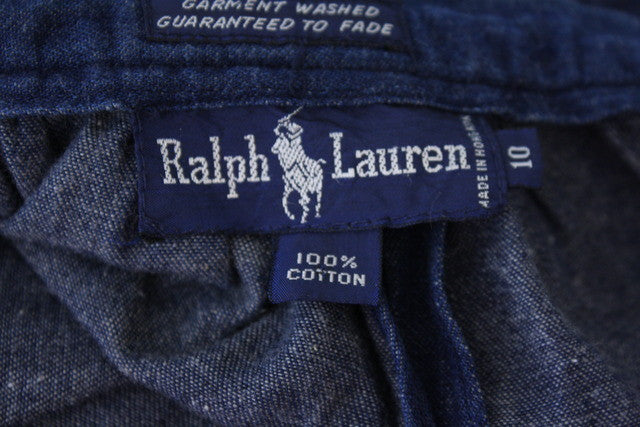 GARMENT WASHED
GUARANTEED TO FADE
Ralph Lauren
MADE IN HONG KONG
10
100%
COTTON